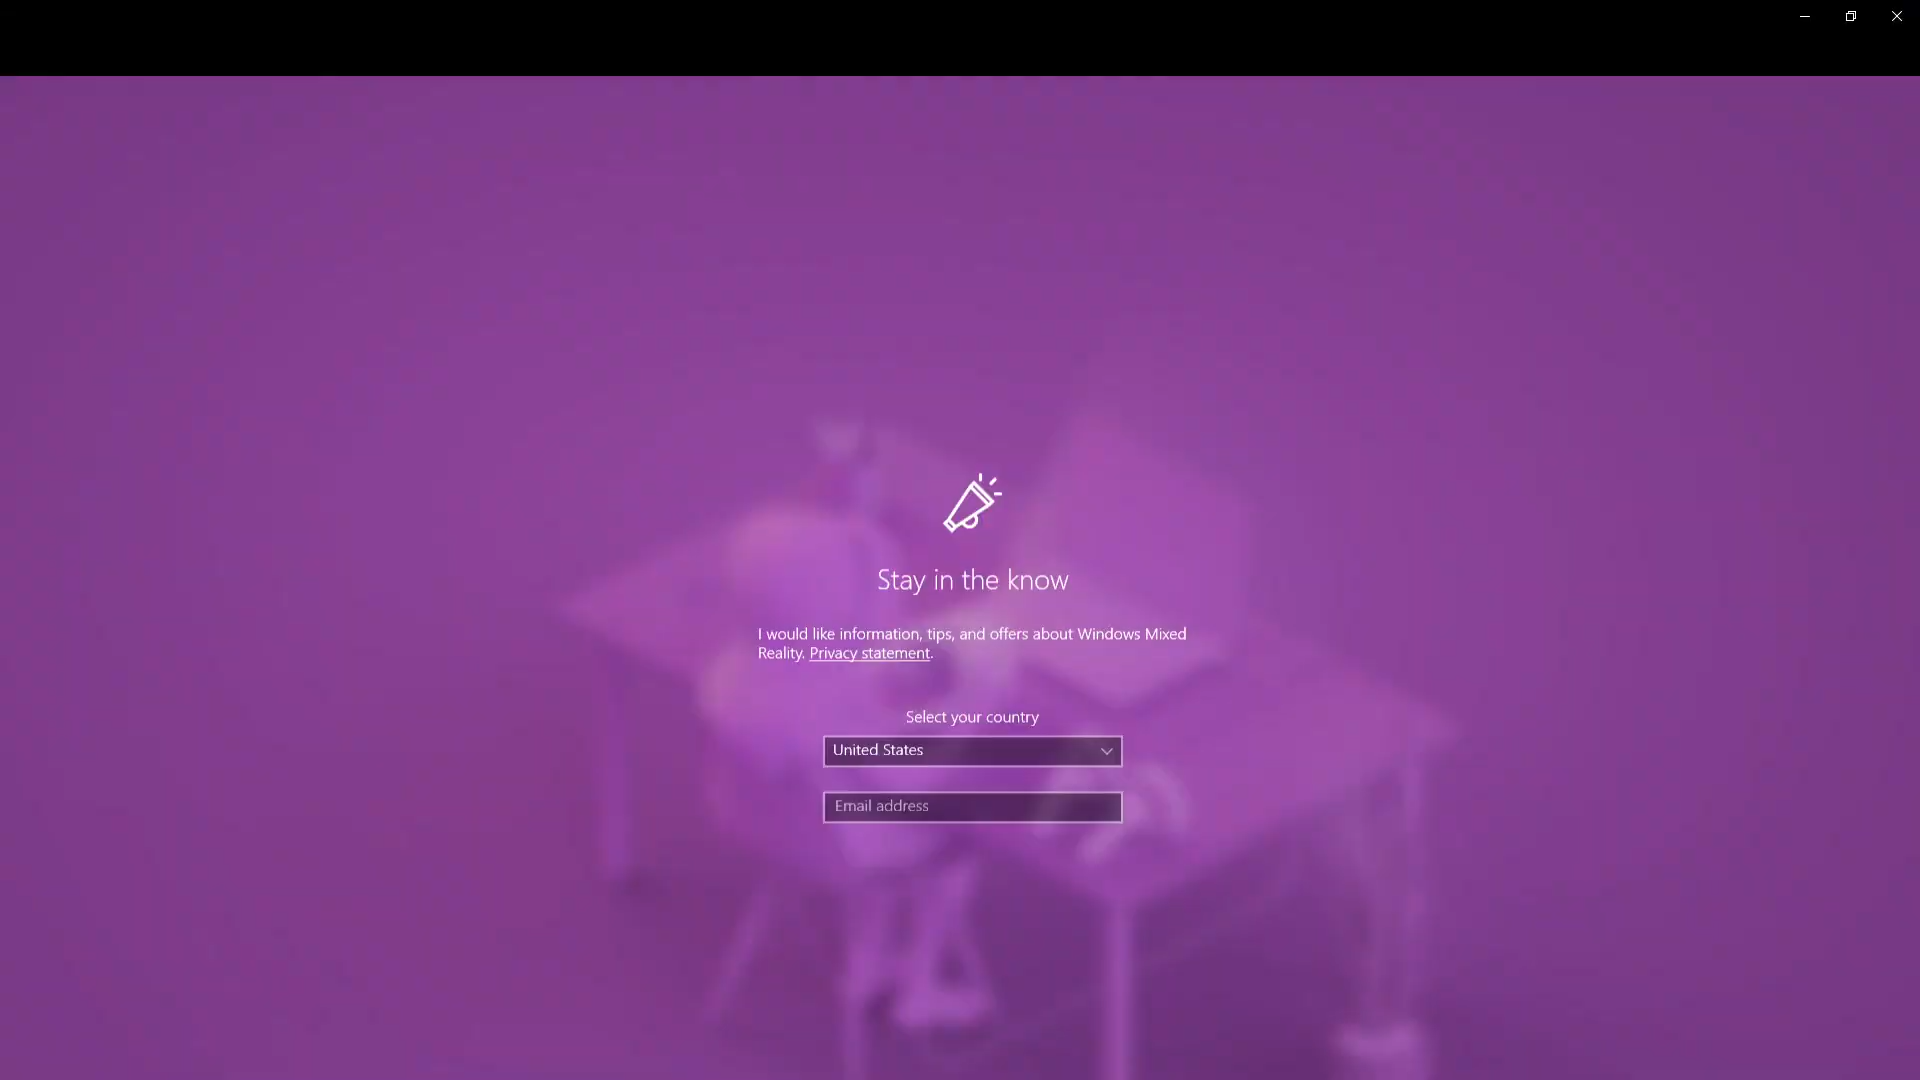 Stay in the know
I would like information, tips, and offers about Windows Mixed
Reality. Privacy statement.
Select your country
United States
Email address